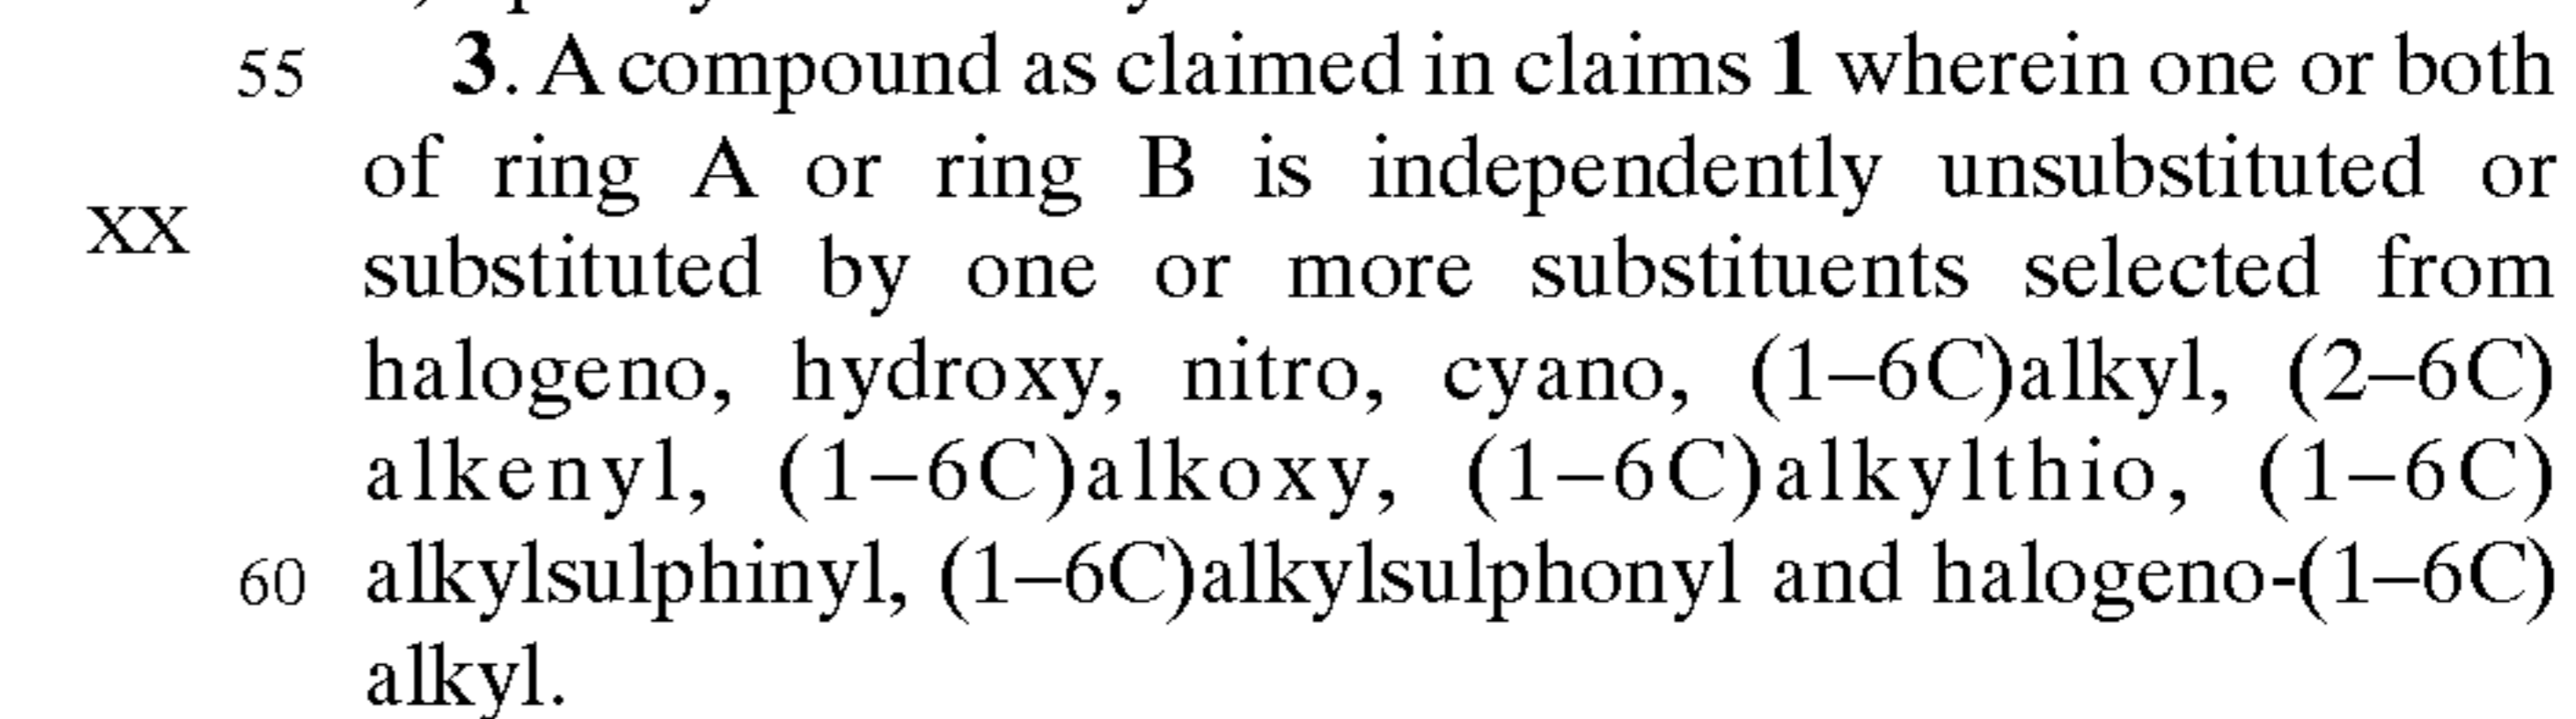 55 3. A compound as claimed in claims 1 wherein one or both
of ring A or ring B is independently unsubstituted or
XX
substituted by one or more substituents selected from
halogeno, hydroxy, nitro, cyano, (1–6C)alkyl, (2–6C)
alkenyl, (1–6C)alkoxy, (1–6C)alkylthio, (1–6C)
60 alkylsulphinyl, (1–6C)alkylsulphonyl and halogeno-(1–6C)
alkyl.